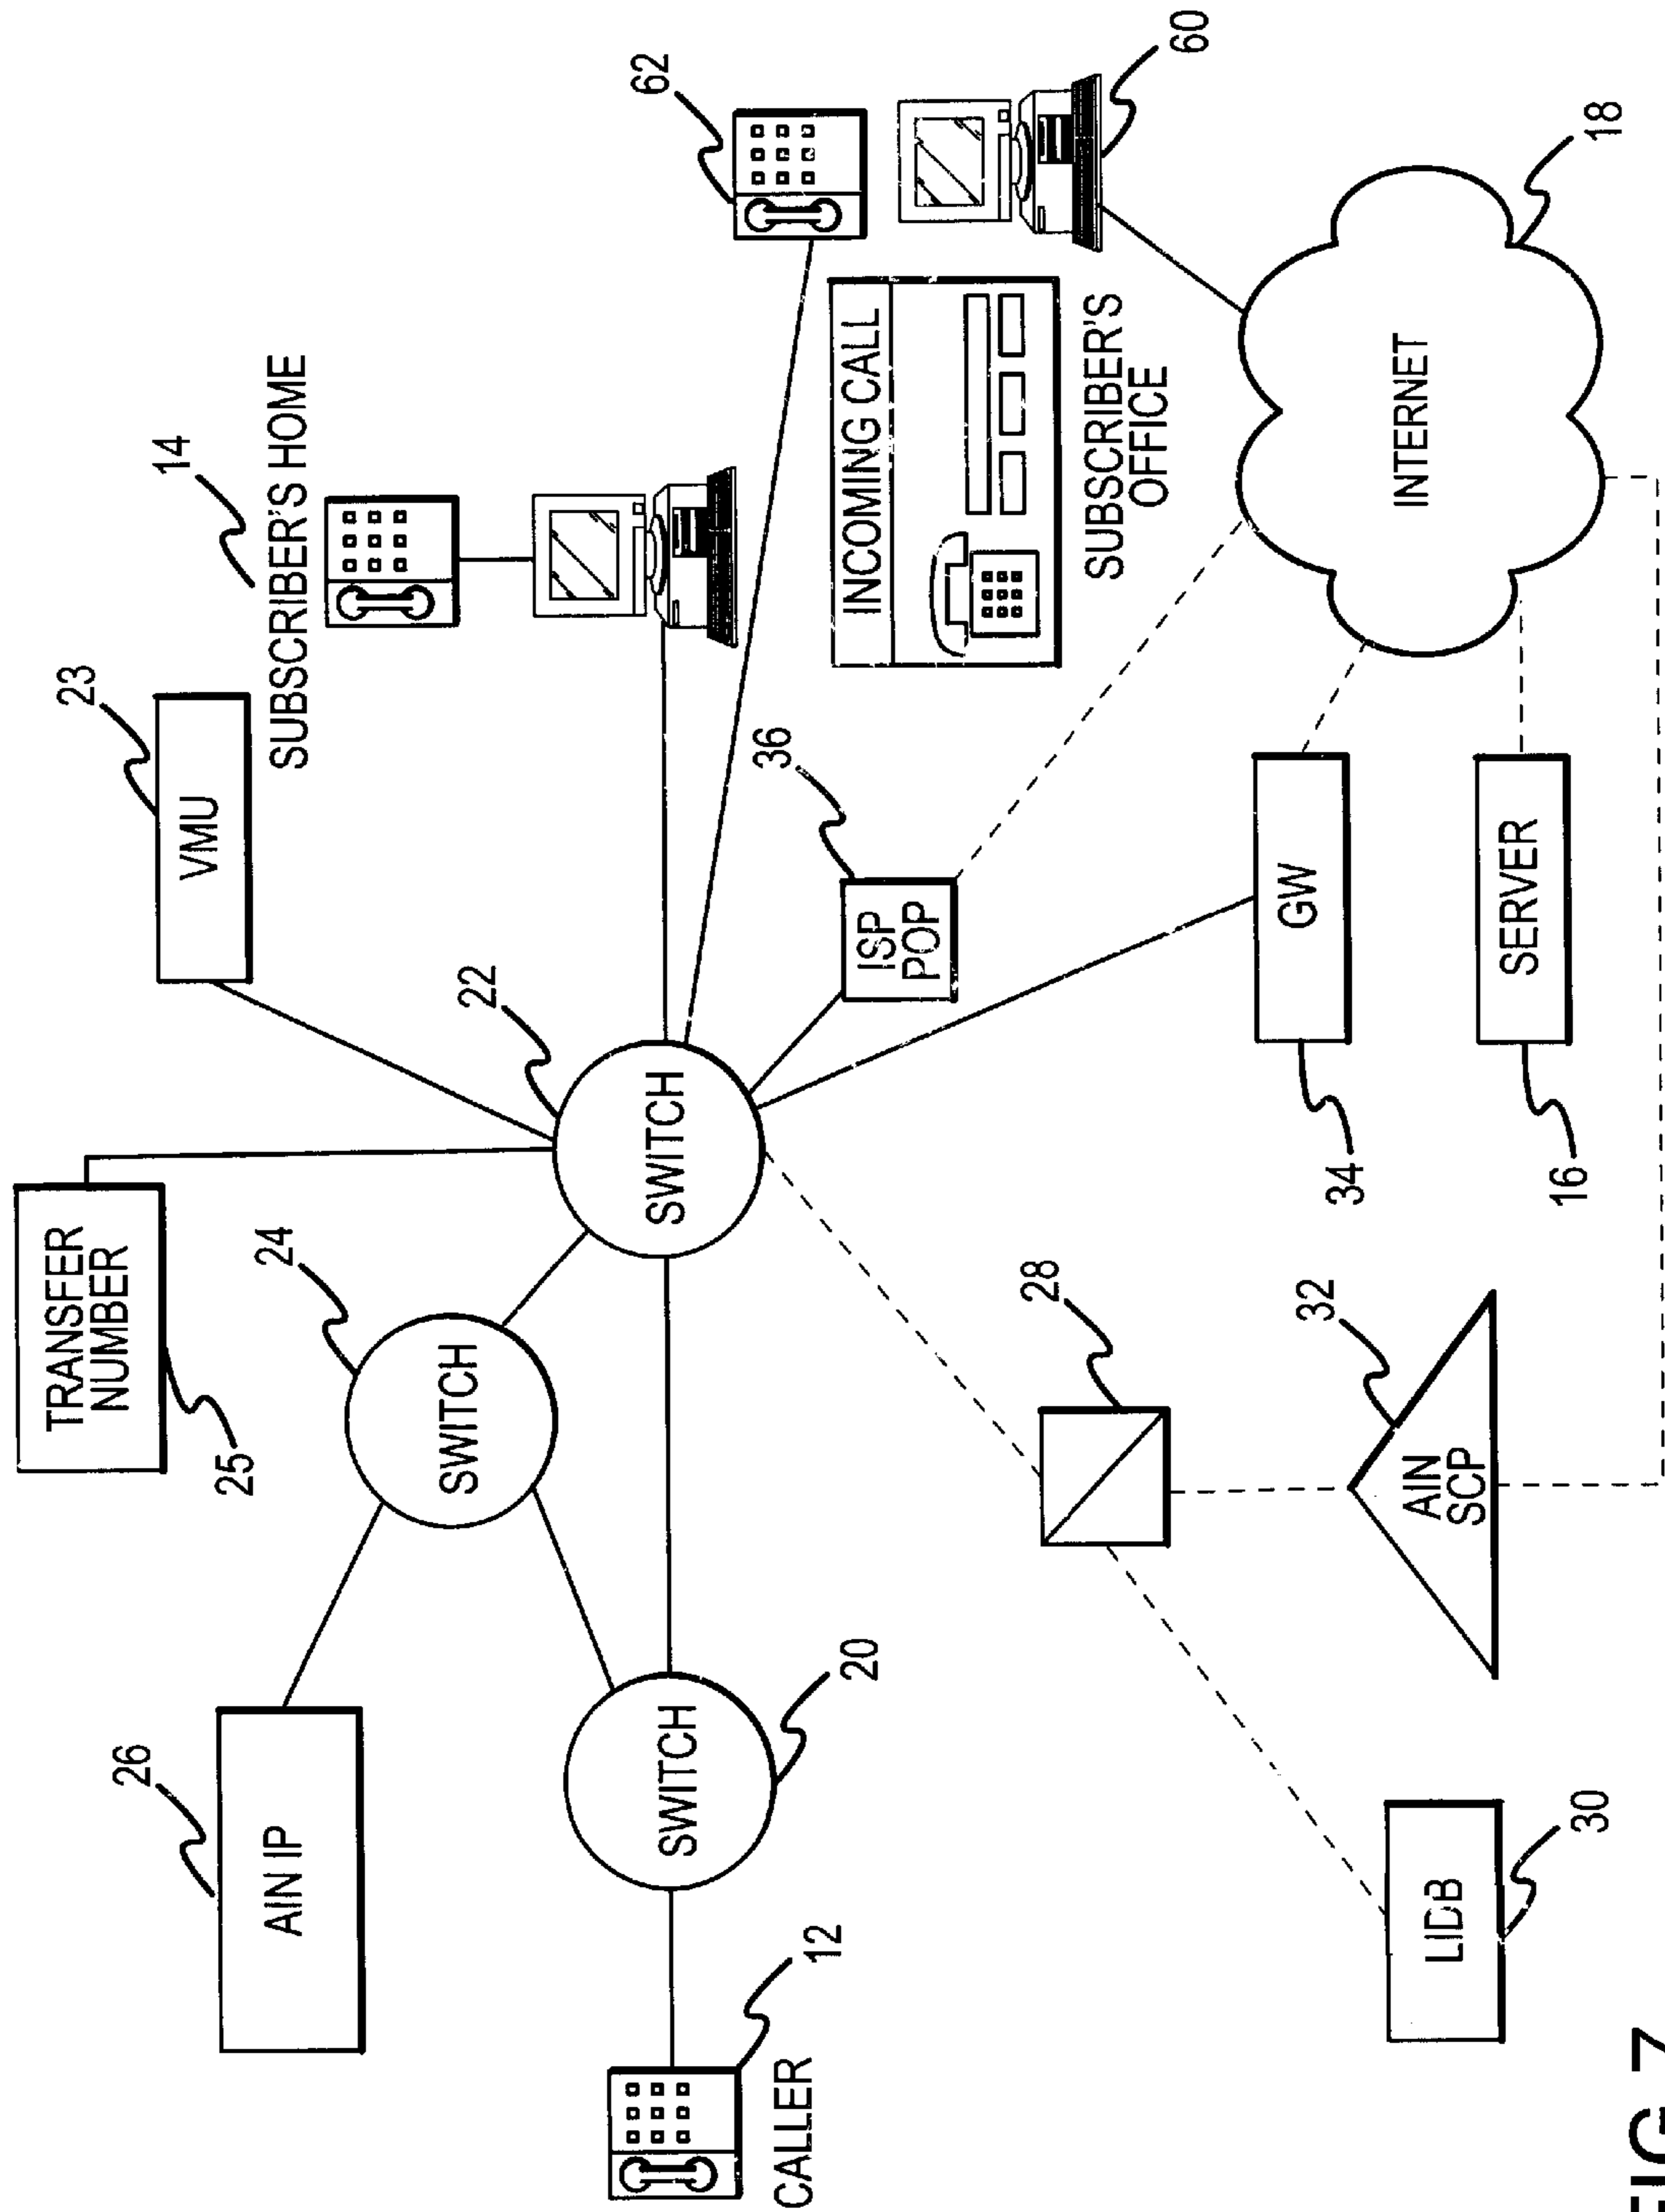 TRANSFER
NUMBER
25
VMU
23
14
SUBSCRIBER'S HOME
26
AIN IP
24
SWITCH
22
SWITCH
62
12
CALLER
SWITCH
20
36
ISP
POP
INCOMING CALL
SUBSCRIBER'S
OFFICE
60
28
32
AIN
SCP
34
GW
18
INTERNET
LIDB
30
16
SERVER
FIG. 7